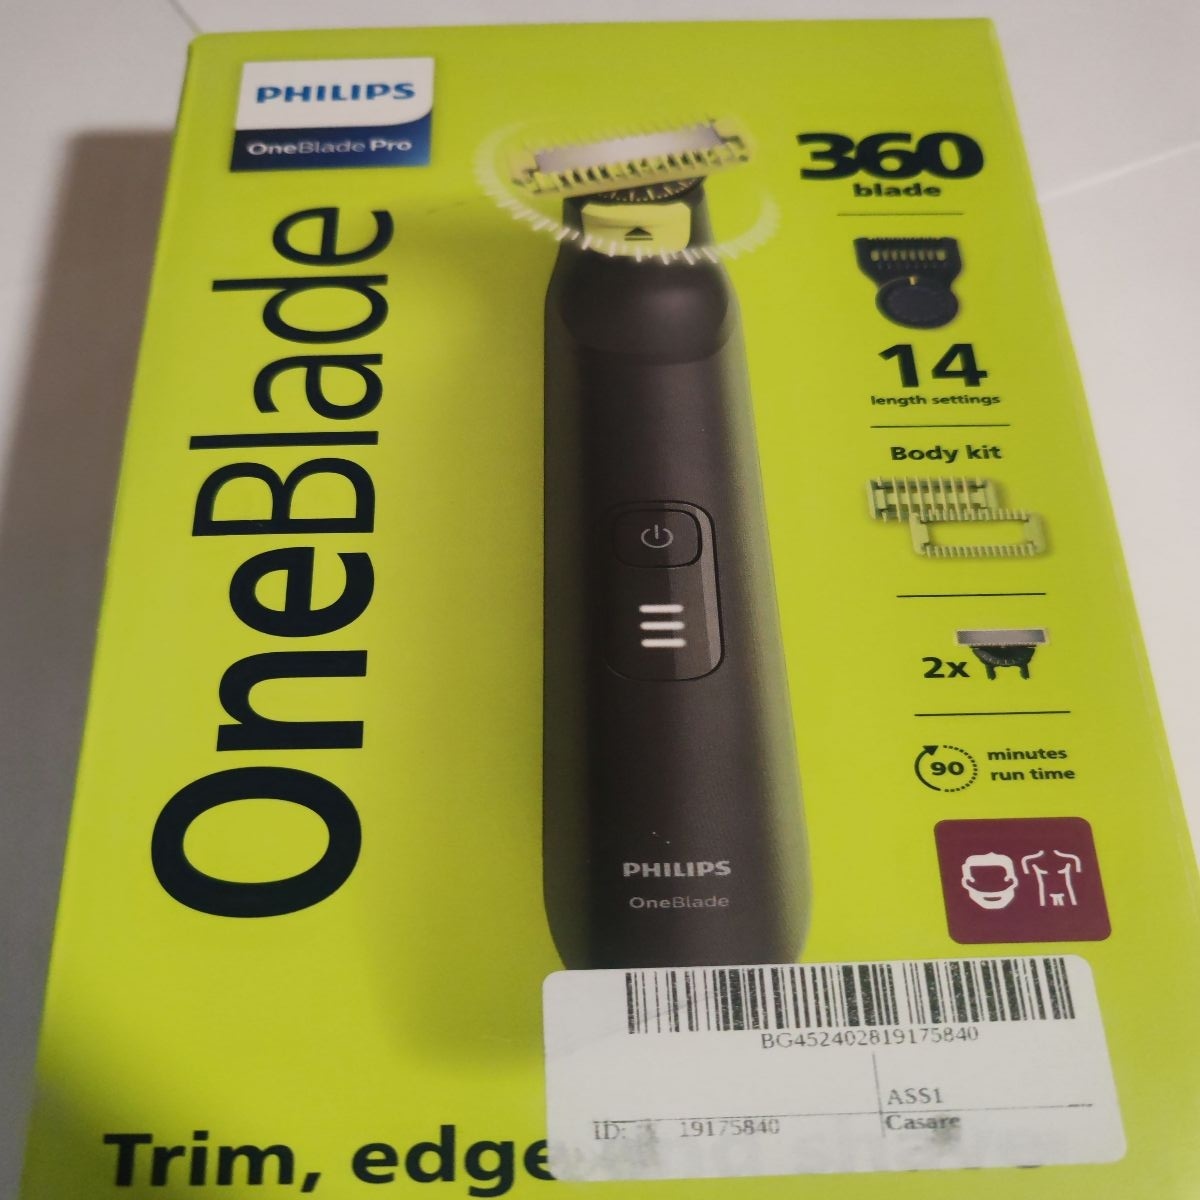 PHILIPS
OneBlade Pro
OneBlade
360
blade
14
length settings
Body kit
2x
90
minutes
run time
PHILIPS
OneBlade
BG452402819175840
ASS1
ID: 19175840
Casare
Trim, edge